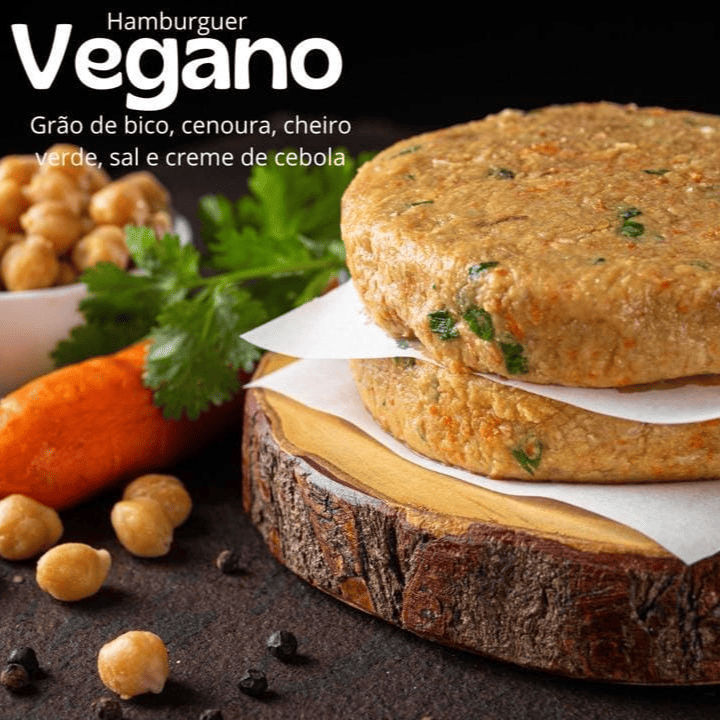 Hamburguer
Vegano
Grão de bico, cenoura, cheiro
verde, sal e creme de cebola